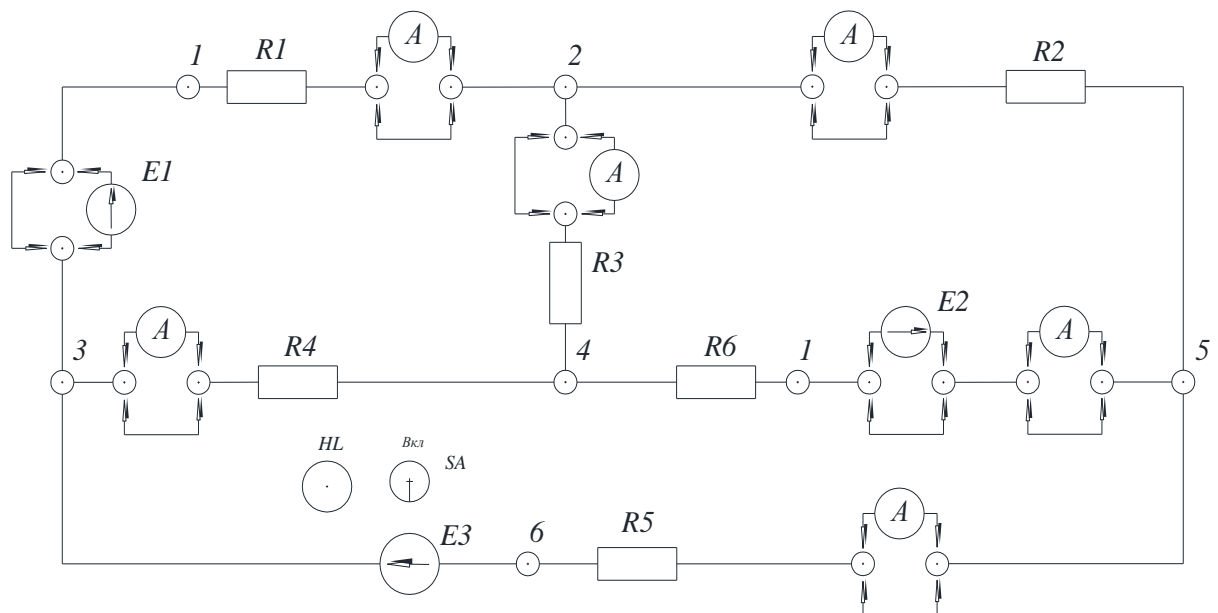 1 R1 A 2 A R2
E1 A
R3
3 A R4 4 R6 1 E2 A 5
HL Вкл SA
E3 6 R5 A